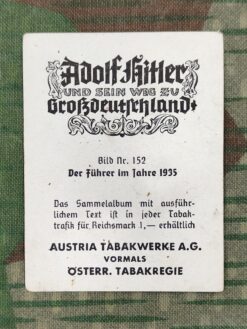 Adolf Hitler
UND SEIN WEG ZU
Großdeutschland
Bild Nr. 152
Der Führer im Jahre 1935
Das Sammelalbum mit ausführ-
lichem Text ist in jeder Tabak-
trafik für Reichsmark 1,— erhältlich
AUSTRIA TABAKWERKE A.G.
VORMALS
ÖSTERR. TABAKREGIE